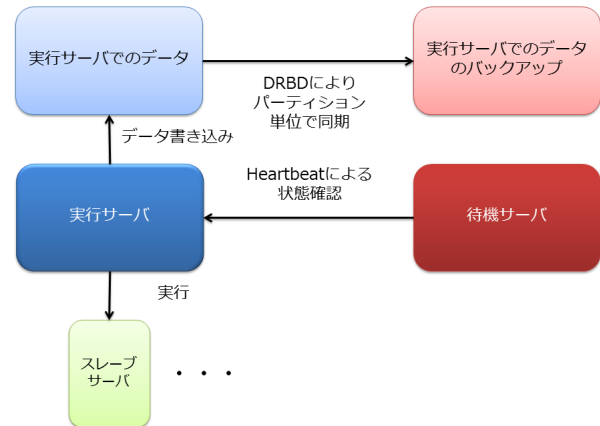 実行サーバでのデータ
実行サーバでのデータ
のバックアップ
DRBDにより
パーティション
単位で同期
データ書き込み
Heartbeatによる
状態確認
実行サーバ
待機サーバ
実行
スレーブ
サーバ
・・・